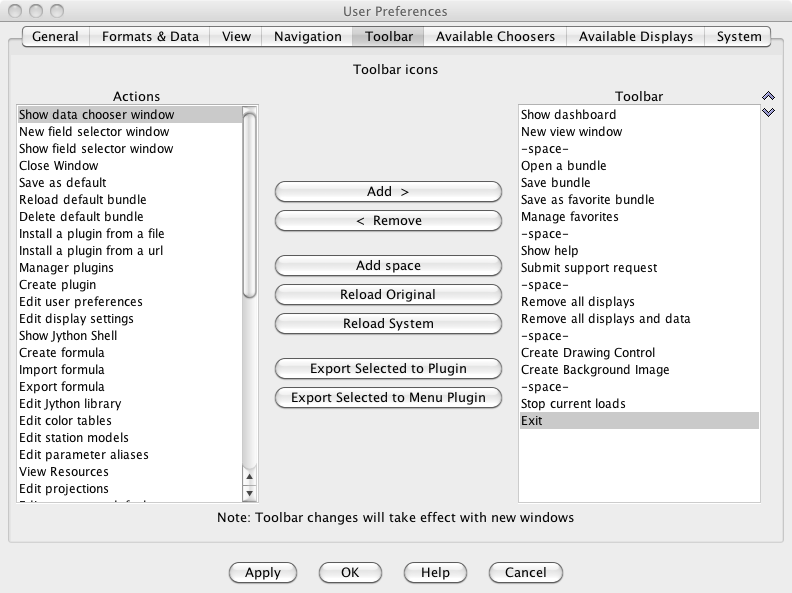 User Preferences
General
Formats & Data
View
Navigation
Toolbar
Available Choosers
Available Displays
System
Toolbar icons
Actions
Show data chooser window
New field selector window
Show field selector window
Close Window
Save as default
Reload default bundle
Delete default bundle
Install a plugin from a file
Install a plugin from a url
Manager plugins
Create plugin
Edit user preferences
Edit display settings
Show Jython Shell
Create formula
Import formula
Export formula
Edit Jython library
Edit color tables
Edit station models
Edit parameter aliases
View Resources
Edit projections
Add >
< Remove
Add space
Reload Original
Reload System
Export Selected to Plugin
Export Selected to Menu Plugin
Toolbar
Show dashboard
New view window
-space-
Open a bundle
Save bundle
Save as favorite bundle
Manage favorites
-space-
Show help
Submit support request
-space-
Remove all displays
Remove all displays and data
-space-
Create Drawing Control
Create Background Image
-space-
Stop current loads
Exit
Note: Toolbar changes will take effect with new windows
Apply
OK
Help
Cancel